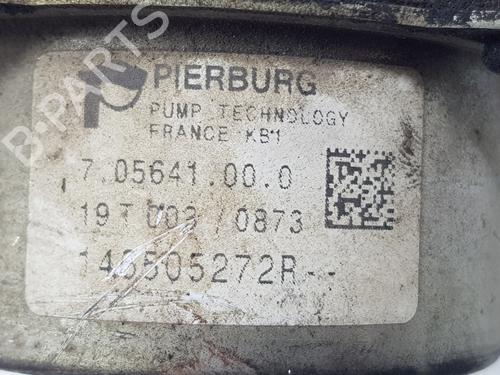 PIERBURG
PUMP TECHNOLOGY
FRANCE KB1
7.05641.00.0
19T 003 / 0873
146505272R--
B-PARTS